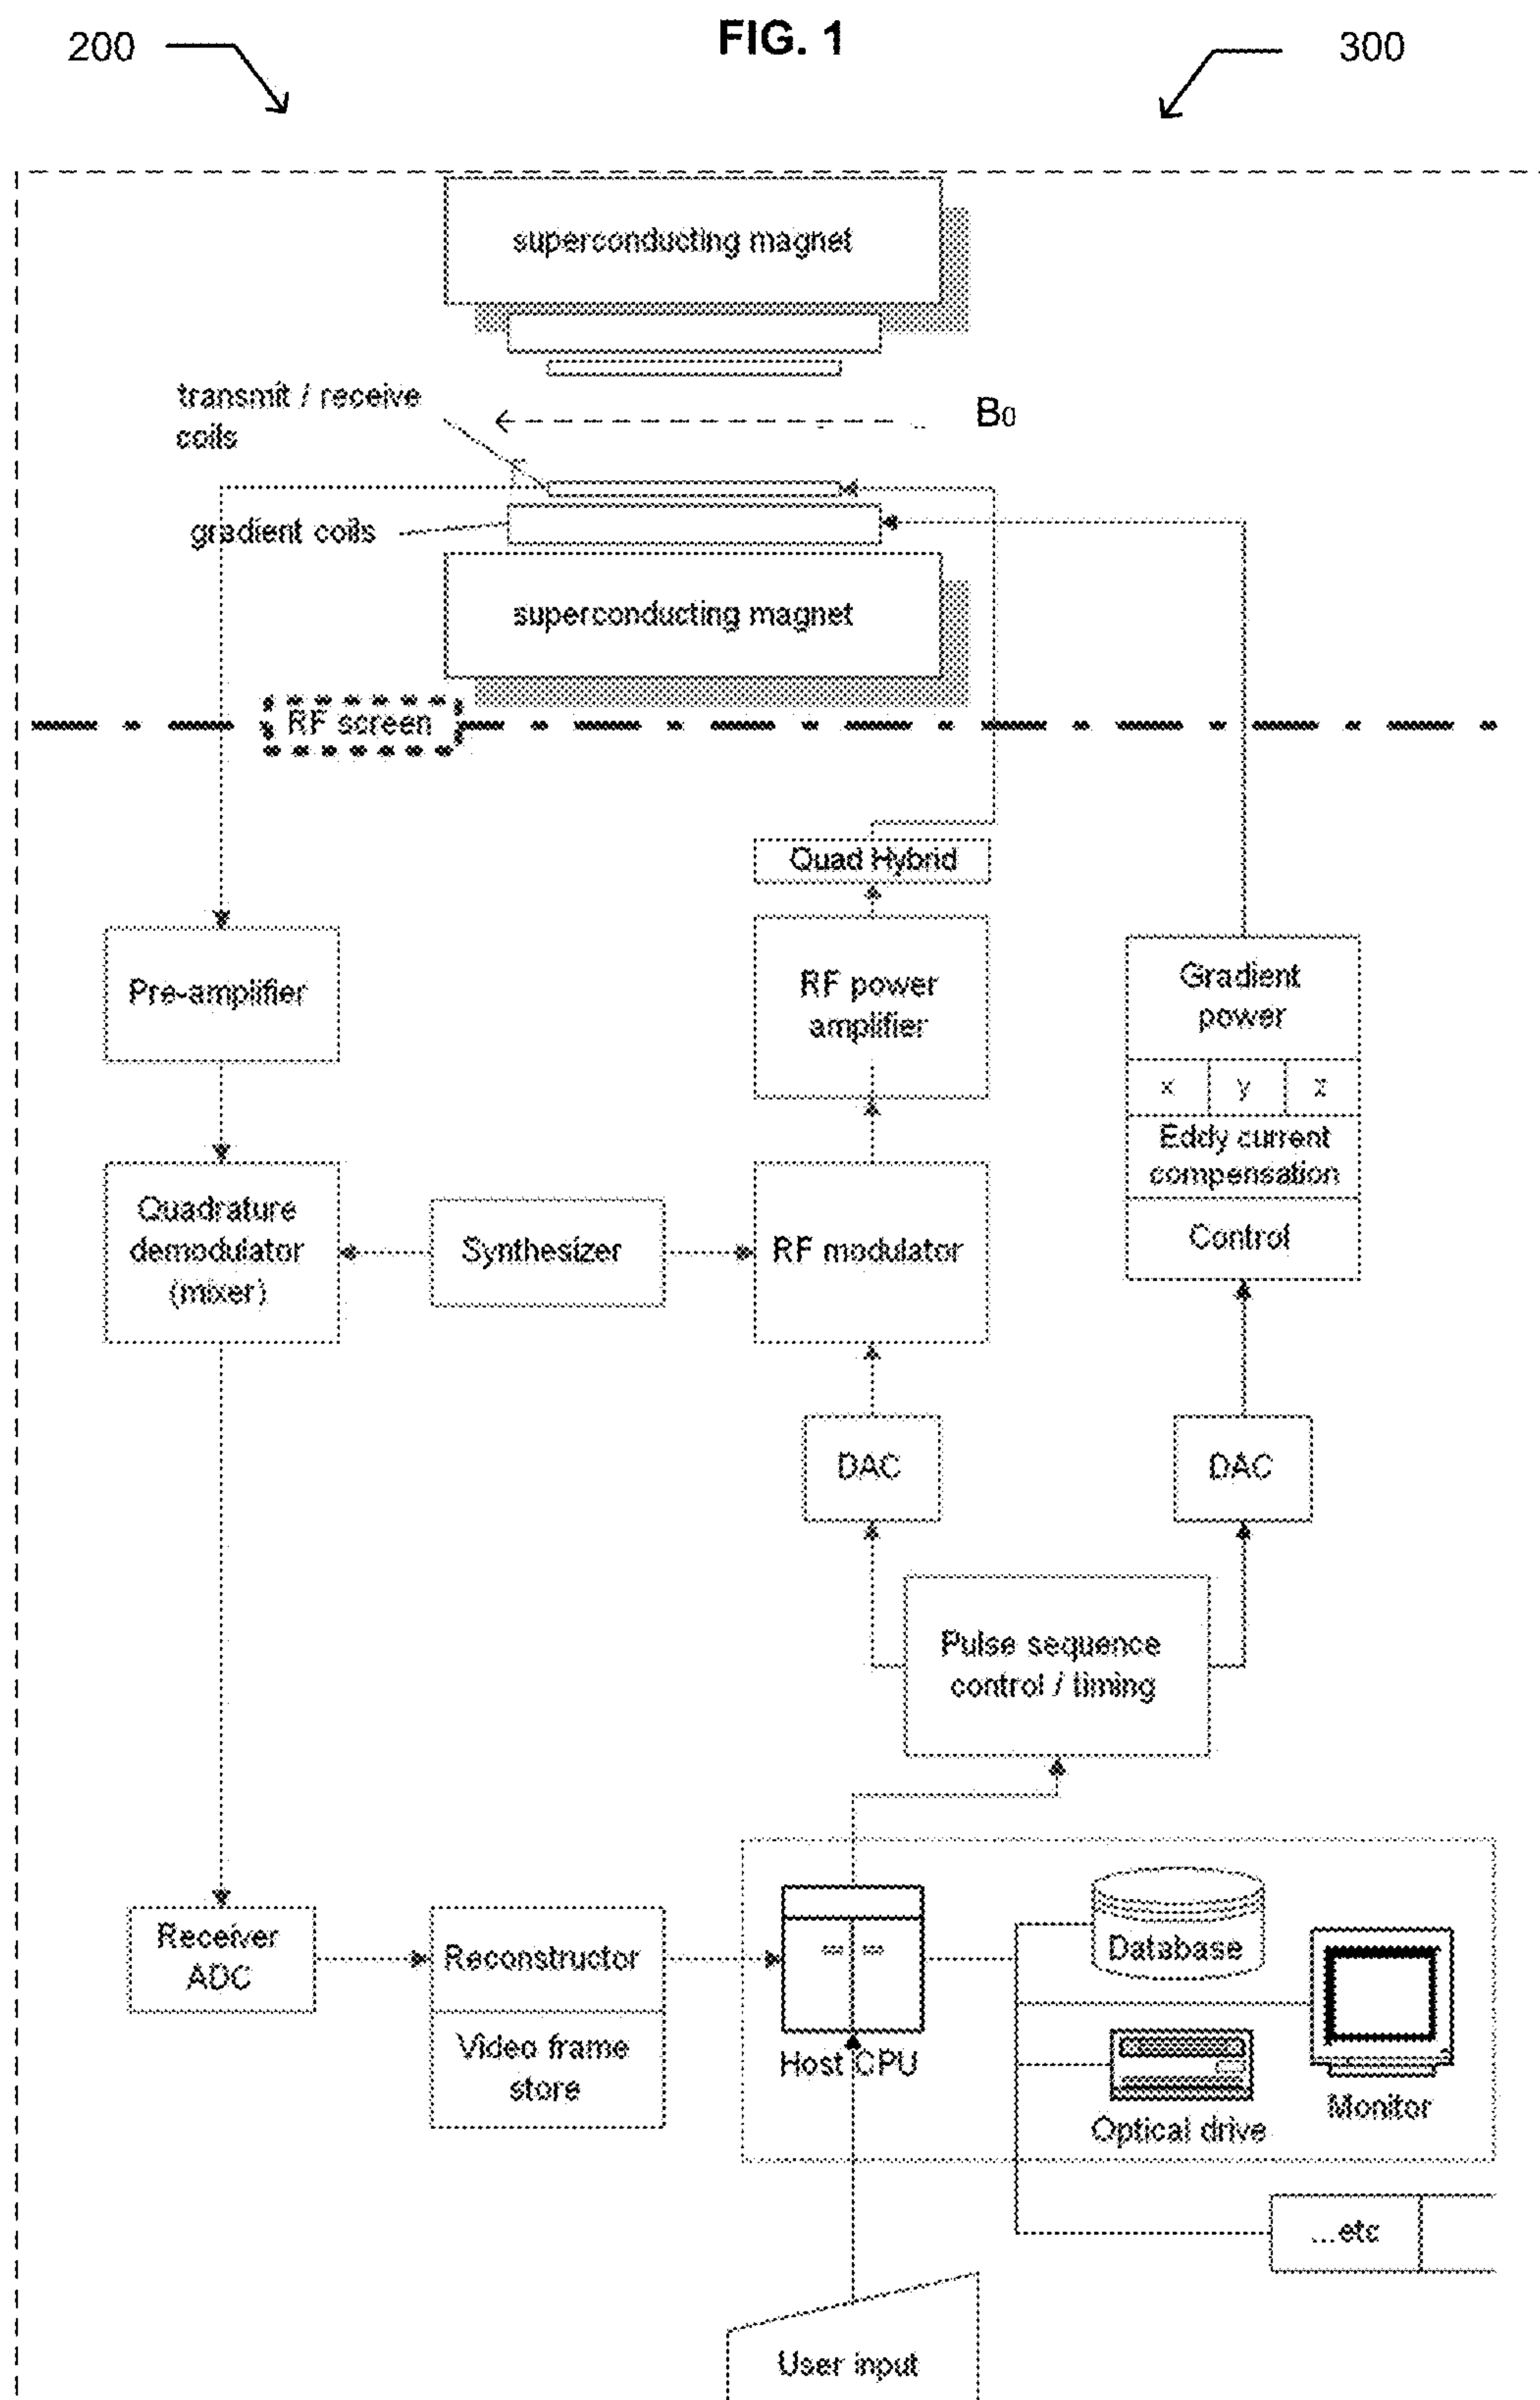 FIG. 1
200
300
superconducting magnet
transmit / receive
coils
B0
gradient coils
superconducting magnet
RF screen
Quad Hybrid
Pre-amplifier
RF power
amplifier
Gradient
power
x
y
z
Eddy current
compensation
Control
Quadrature
demodulator
(mixer)
Synthesizer
RF modulator
DAC
DAC
Pulse sequence
control / timing
Receiver
ADC
Reconstructor
Video frame
store
Host CPU
Database
Optical drive
Monitor
...etc
User input